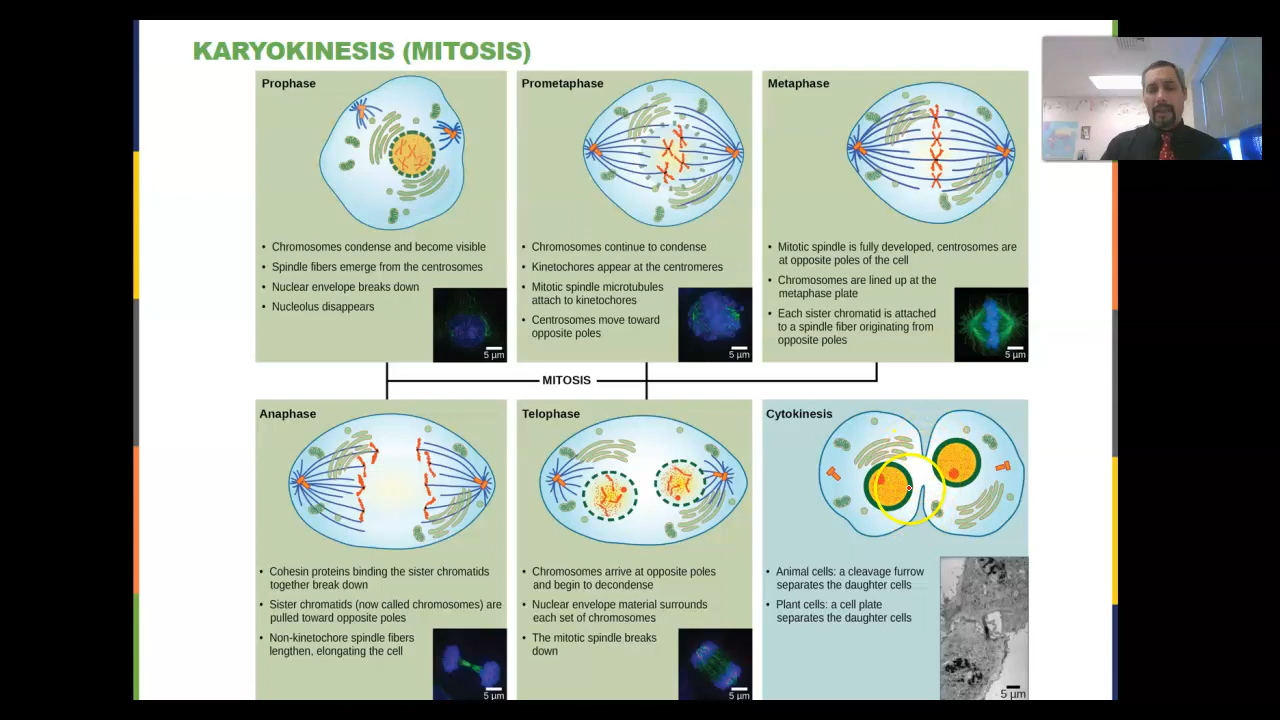 KARYOKINESIS (MITOSIS)
Prophase
• Chromosomes condense and become visible
• Spindle fibers emerge from the centrosomes
• Nuclear envelope breaks down
• Nucleolus disappears
5 µm
Prometaphase
• Chromosomes continue to condense
• Kinetochores appear at the centromeres
• Mitotic spindle microtubules
attach to kinetochores
• Centrosomes move toward
opposite poles
5 µm
Metaphase
• Mitotic spindle is fully developed, centrosomes are
at opposite poles of the cell
• Chromosomes are lined up at the
metaphase plate
• Each sister chromatid is attached
to a spindle fiber originating from
opposite poles
5 µm
MITOSIS
Anaphase
• Cohesin proteins binding the sister chromatids
together break down
• Sister chromatids (now called chromosomes) are
pulled toward opposite poles
• Non-kinetochore spindle fibers
lengthen, elongating the cell
5 µm
Telophase
• Chromosomes arrive at opposite poles
and begin to decondense
• Nuclear envelope material surrounds
each set of chromosomes
• The mitotic spindle breaks
down
5 µm
Cytokinesis
• Animal cells: a cleavage furrow
separates the daughter cells
• Plant cells: a cell plate
separates the daughter cells
5 µm